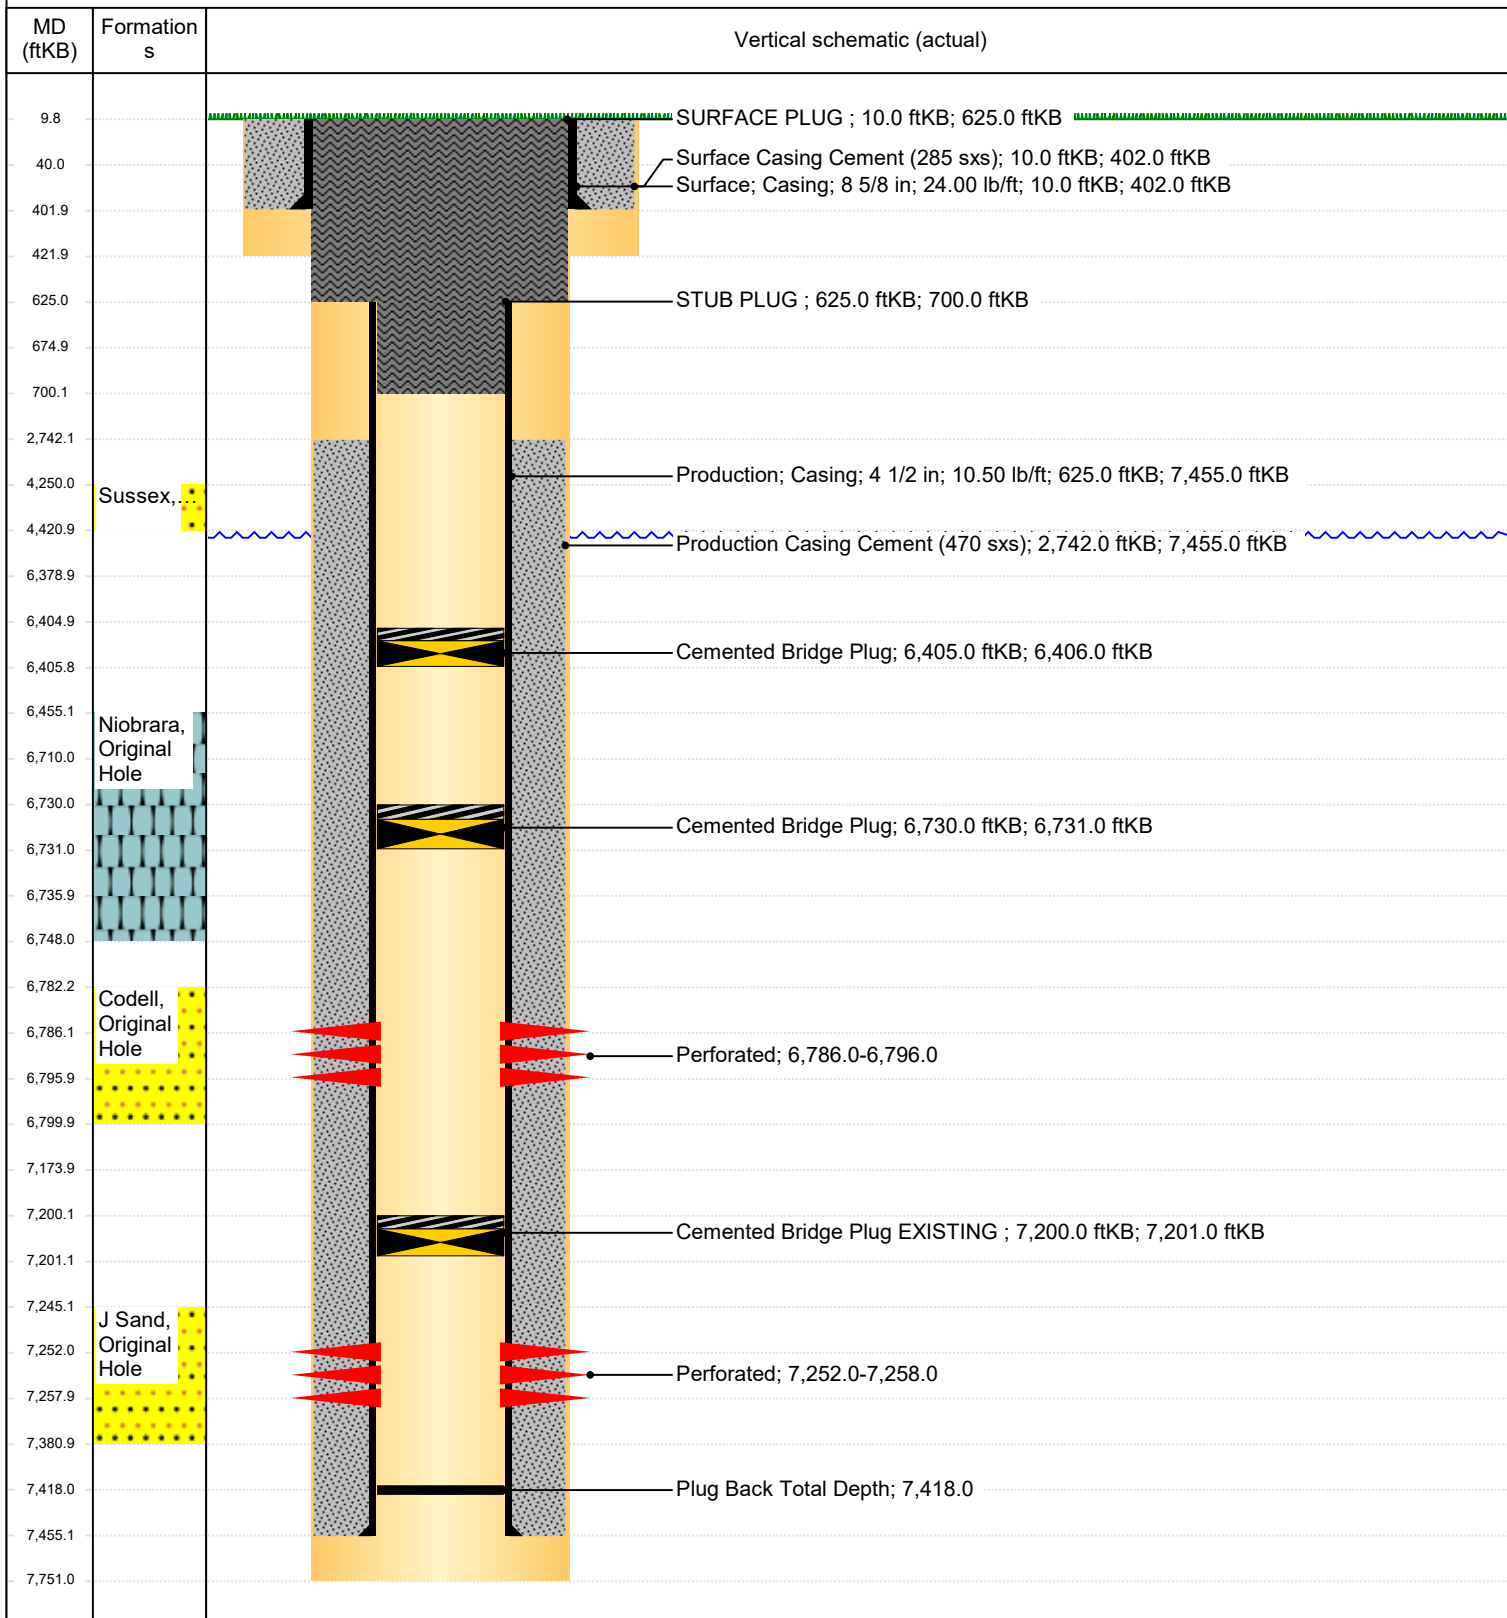 MD
(ftKB)
Formation
s
Vertical schematic (actual)
9.8
SURFACE PLUG ; 10.0 ftKB; 625.0 ftKB
40.0
Surface Casing Cement (285 sxs); 10.0 ftKB; 402.0 ftKB
Surface; Casing; 8 5/8 in; 24.00 lb/ft; 10.0 ftKB; 402.0 ftKB
401.9
421.9
625.0
STUB PLUG ; 625.0 ftKB; 700.0 ftKB
674.9
700.1
2,742.1
Production; Casing; 4 1/2 in; 10.50 lb/ft; 625.0 ftKB; 7,455.0 ftKB
4,250.0
Sussex,...
4,420.9
Production Casing Cement (470 sxs); 2,742.0 ftKB; 7,455.0 ftKB
6,378.9
6,404.9
Cemented Bridge Plug; 6,405.0 ftKB; 6,406.0 ftKB
6,405.8
6,455.1
Niobrara,
Original
Hole
6,710.0
6,730.0
Cemented Bridge Plug; 6,730.0 ftKB; 6,731.0 ftKB
6,731.0
6,735.9
6,748.0
6,782.2
Codell,
Original
Hole
6,786.1
Perforated; 6,786.0-6,796.0
6,795.9
6,799.9
7,173.9
7,200.1
Cemented Bridge Plug EXISTING ; 7,200.0 ftKB; 7,201.0 ftKB
7,201.1
7,245.1
J Sand,
Original
Hole
7,252.0
Perforated; 7,252.0-7,258.0
7,257.9
7,380.9
7,418.0
Plug Back Total Depth; 7,418.0
7,455.1
7,751.0